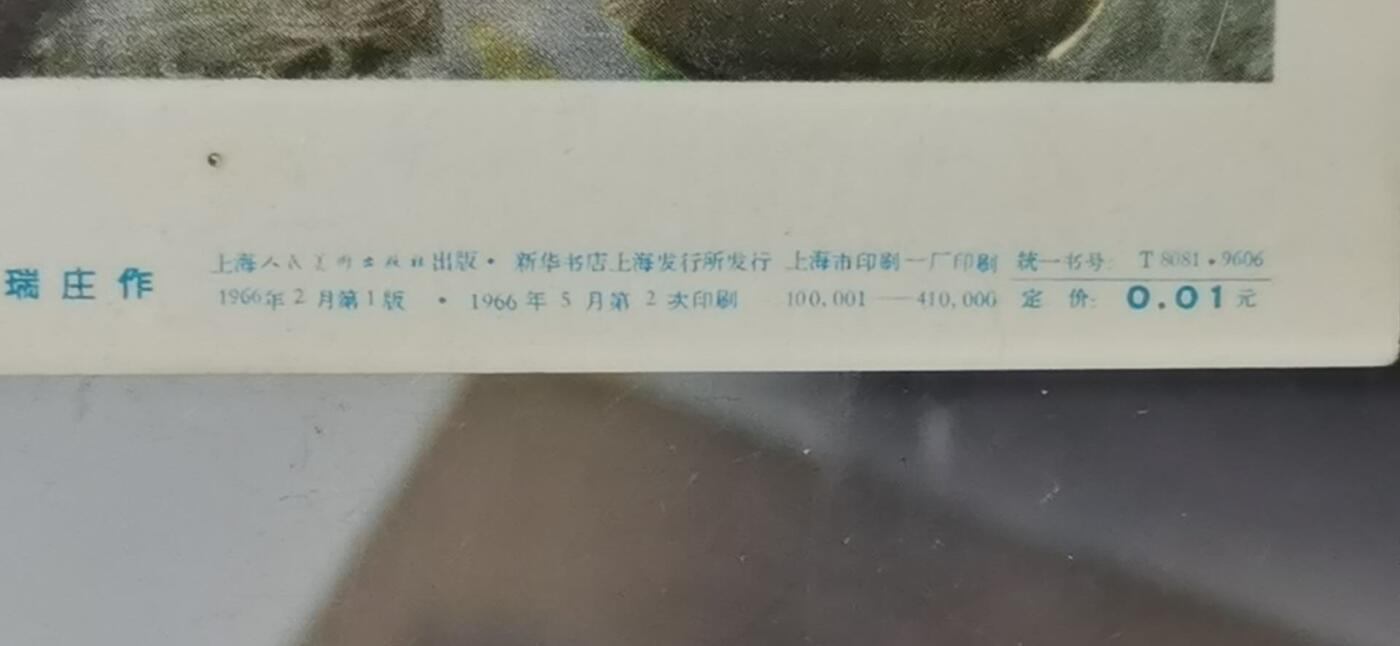 瑞庄作
上海人民美术出版社出版・ 新华书店上海发行所发行 上海市印刷一厂印刷 统一书号: T 8081・9606
1966年2月第1版 ・ 1966年5月第2次印刷 100,001——410,000 定 价: 0.01元